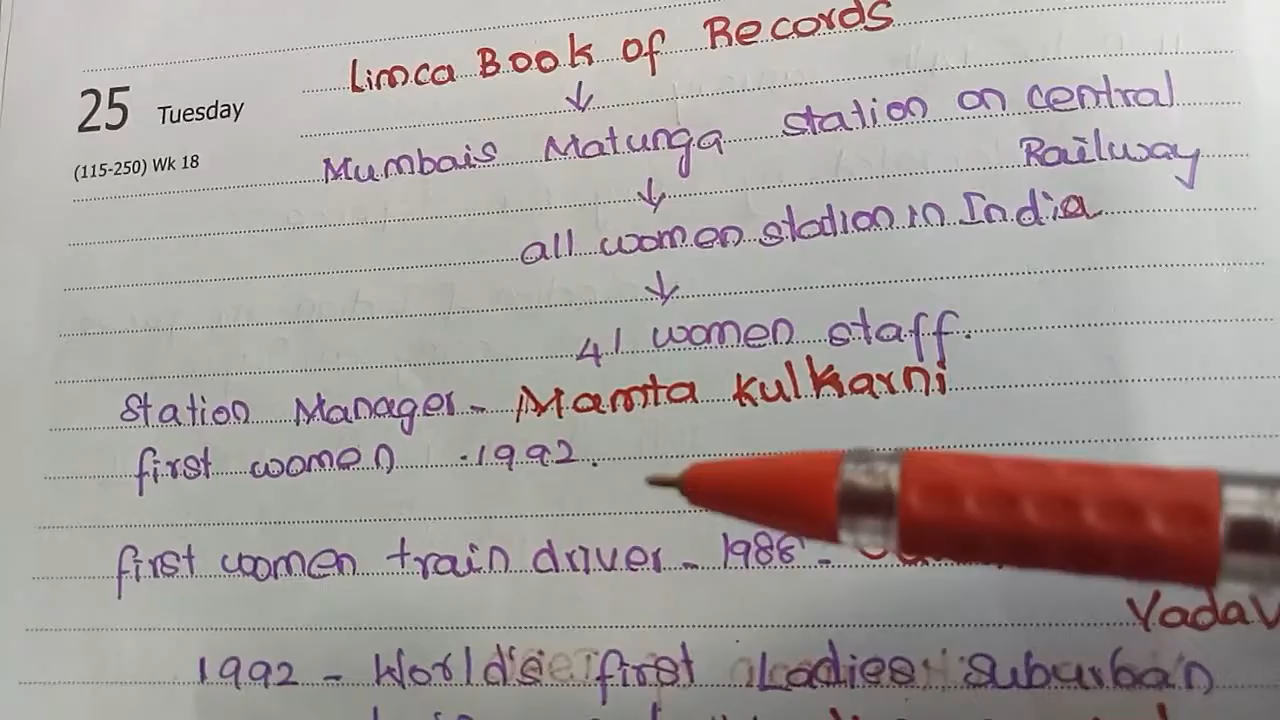 Limca Book of Records
25 Tuesday
(115-250) Wk 18
↓
Mumbais Matunga station on central
Railway
↓
all women station in India
↓
41 women staff.
Station Manager - Mamta Kulkarni
first women .1992.
first women train driver - 1988 -
Yadav
1992 - World's first Ladies suburban